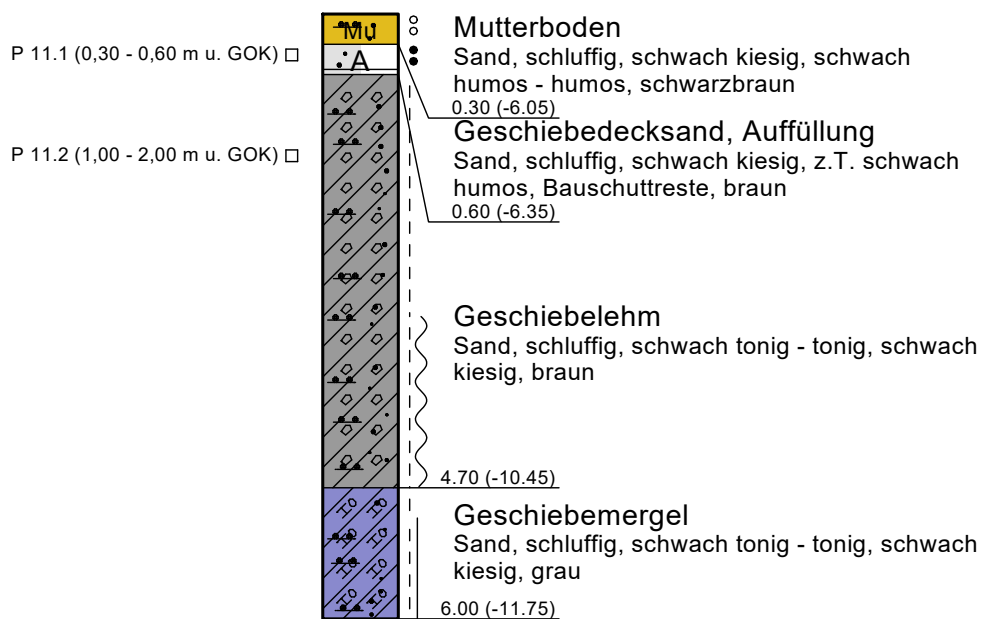 Mu
Mutterboden
Sand, schluffig, schwach kiesig, schwach
humos - humos, schwarzbraun
0.30 (-6.05)
P 11.1 (0,30 - 0,60 m u. GOK)
A
Geschiebedecksand, Auffüllung
Sand, schluffig, schwach kiesig, z.T. schwach
humos, Bauschuttreste, braun
0.60 (-6.35)
P 11.2 (1,00 - 2,00 m u. GOK)
Geschiebelehm
Sand, schluffig, schwach tonig - tonig, schwach
kiesig, braun
4.70 (-10.45)
Geschiebemergel
Sand, schluffig, schwach tonig - tonig, schwach
kiesig, grau
6.00 (-11.75)